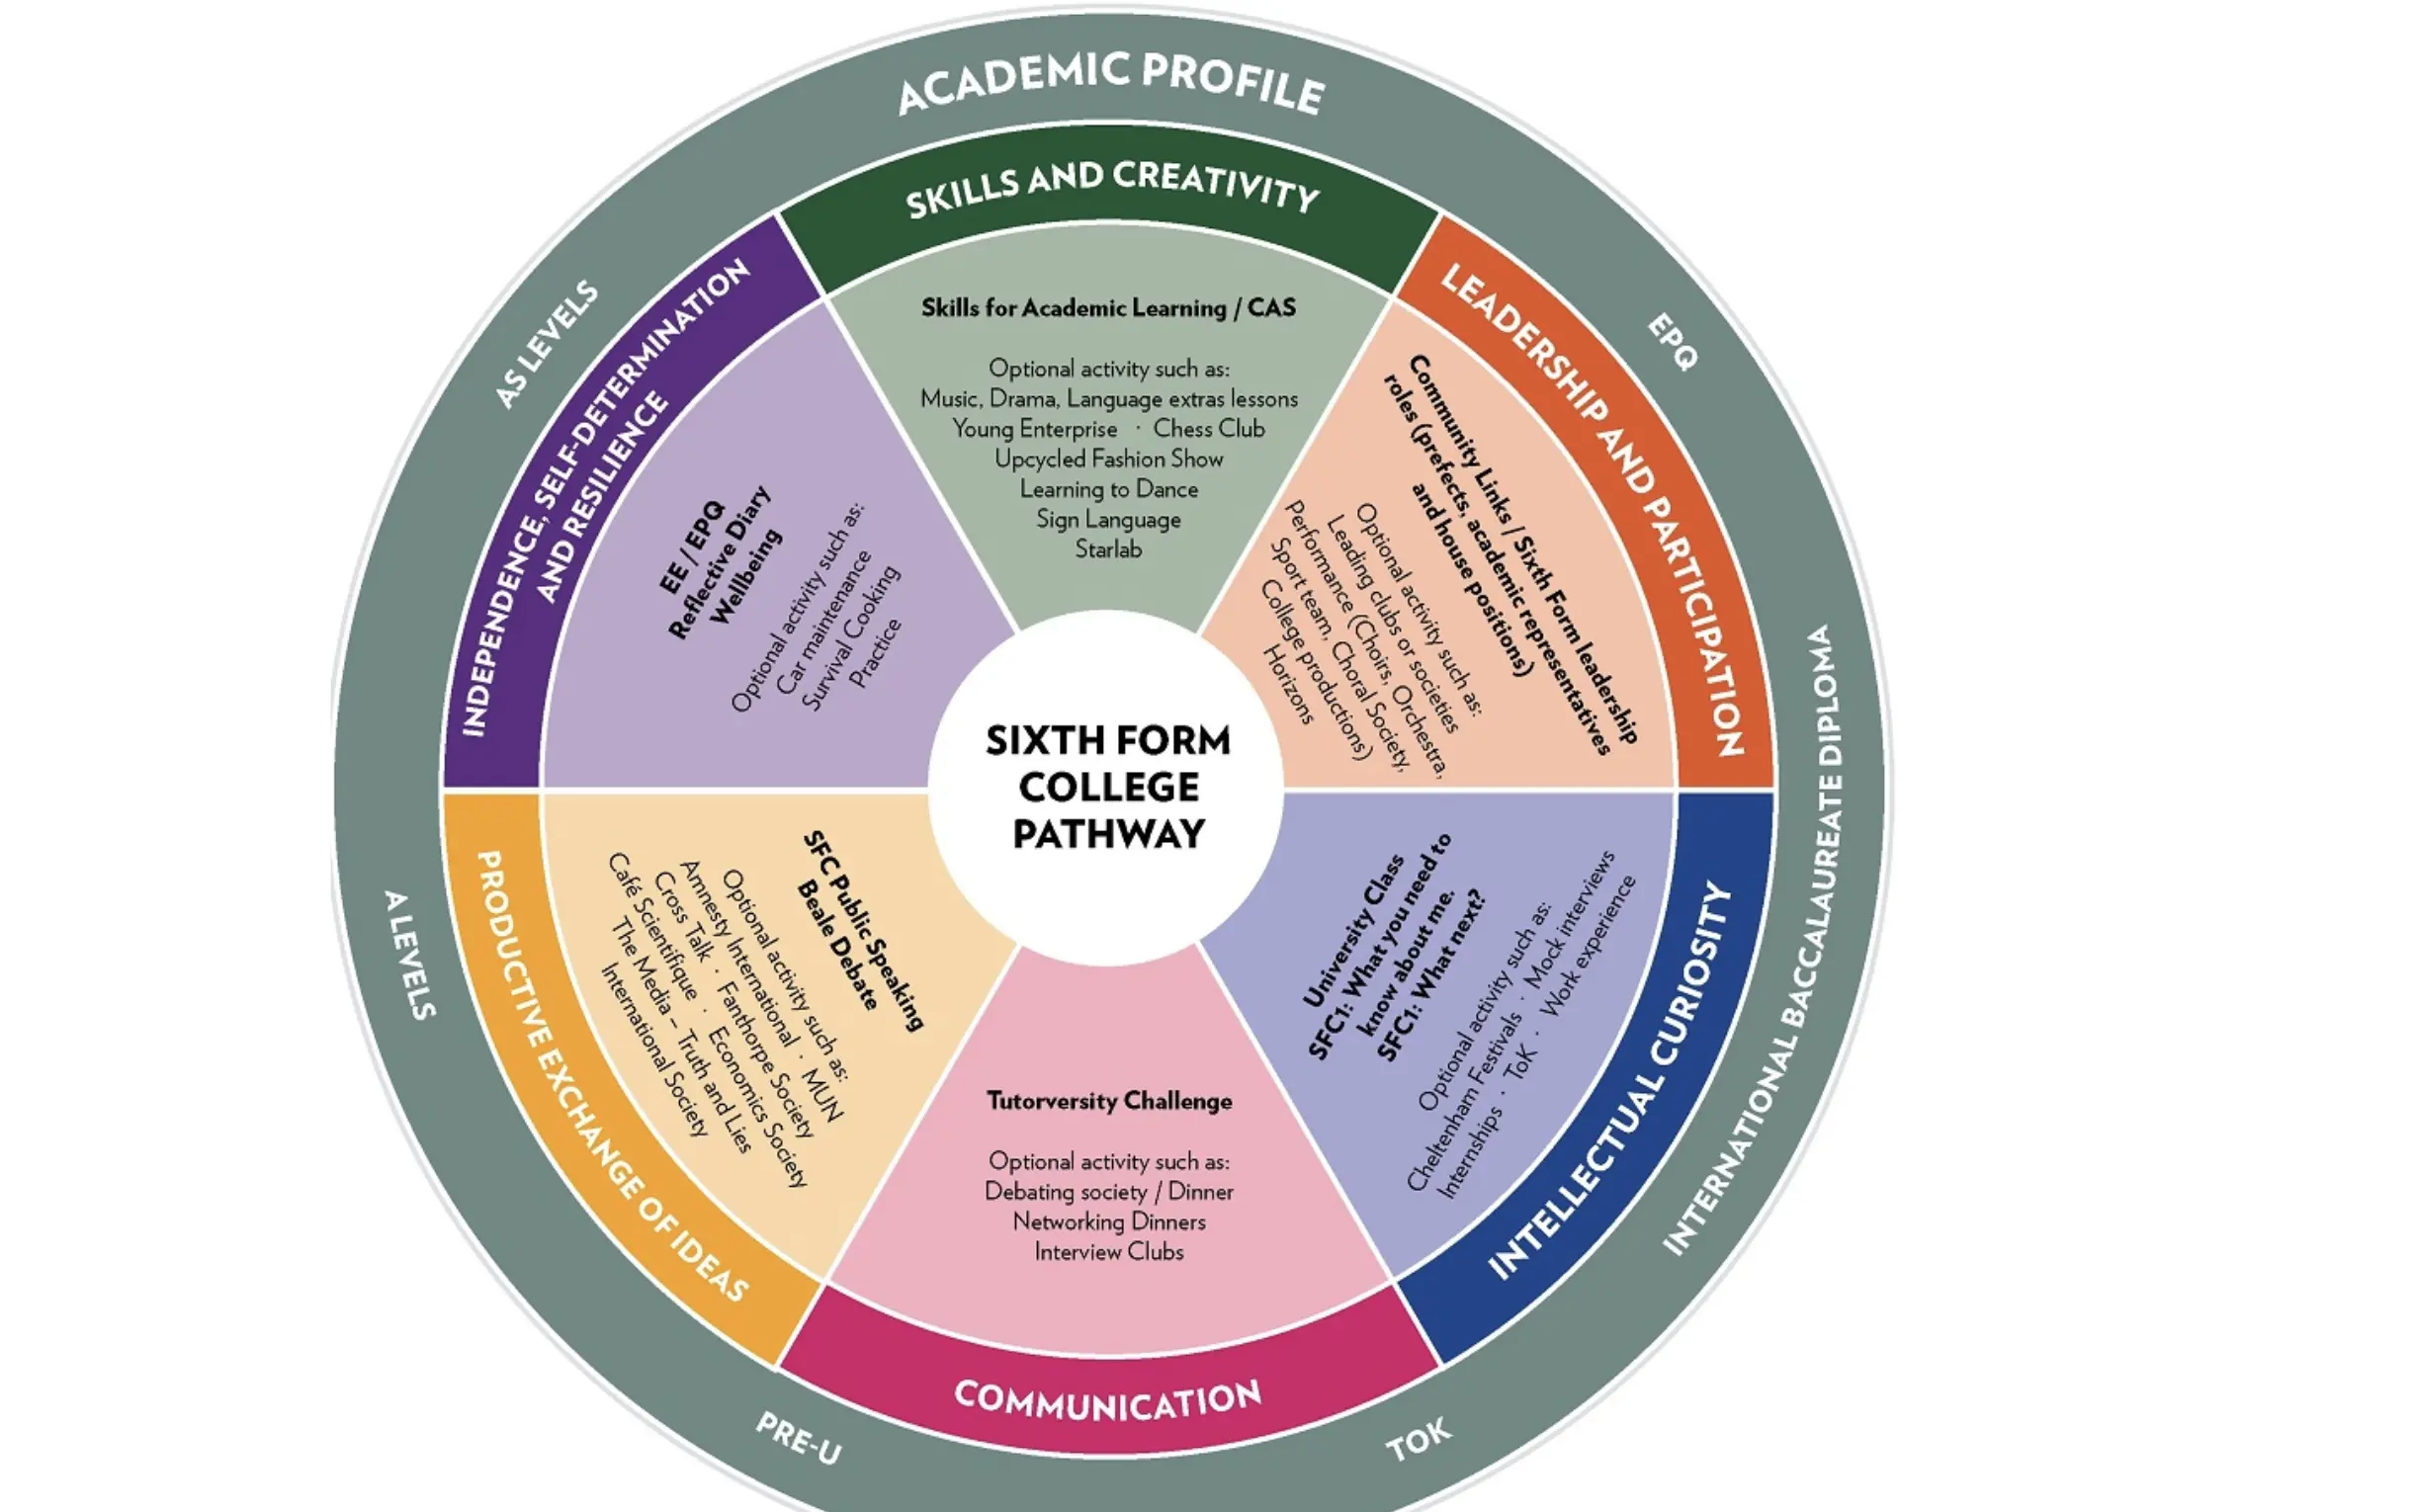 ACADEMIC PROFILE
EPQ
INTERNATIONAL BACCALAUREATE DIPLOMA
TOK
PRE-U
A LEVELS
AS LEVELS
SKILLS AND CREATIVITY
Skills for Academic Learning / CAS
Optional activity such as:
Music, Drama, Language extras lessons
Young Enterprise · Chess Club
Upcycled Fashion Show
Learning to Dance
Sign Language
Starlab
LEADERSHIP AND PARTICIPATION
Community Links / Sixth Form leadership
roles (prefects, academic representatives
and house positions)
Optional activity such as:
Leading clubs or societies
Performance (Choirs, Orchestra,
Sport team, Choral Society,
College productions)
Horizons
INTELLECTUAL CURIOSITY
University Class
SFC1: What you need to
know about me.
SFC1: What next?
Optional activity such as:
Cheltenham Festivals · Mock interviews
Internships · ToK · Work experience
COMMUNICATION
Tutorversity Challenge
Optional activity such as:
Debating society / Dinner
Networking Dinners
Interview Clubs
PRODUCTIVE EXCHANGE OF IDEAS
SFC Public Speaking
Beale Debate
Optional activity such as:
Amnesty International · MUN
Cross Talk · Fanthorpe Society
Café Scientifique · Economics Society
The Media – Truth and Lies
International Society
INDEPENDENCE, SELF-DETERMINATION
AND RESILIENCE
EE / EPQ
Reflective Diary
Wellbeing
Optional activity such as:
Car maintenance
Survival Cooking
Practice
SIXTH FORM
COLLEGE
PATHWAY